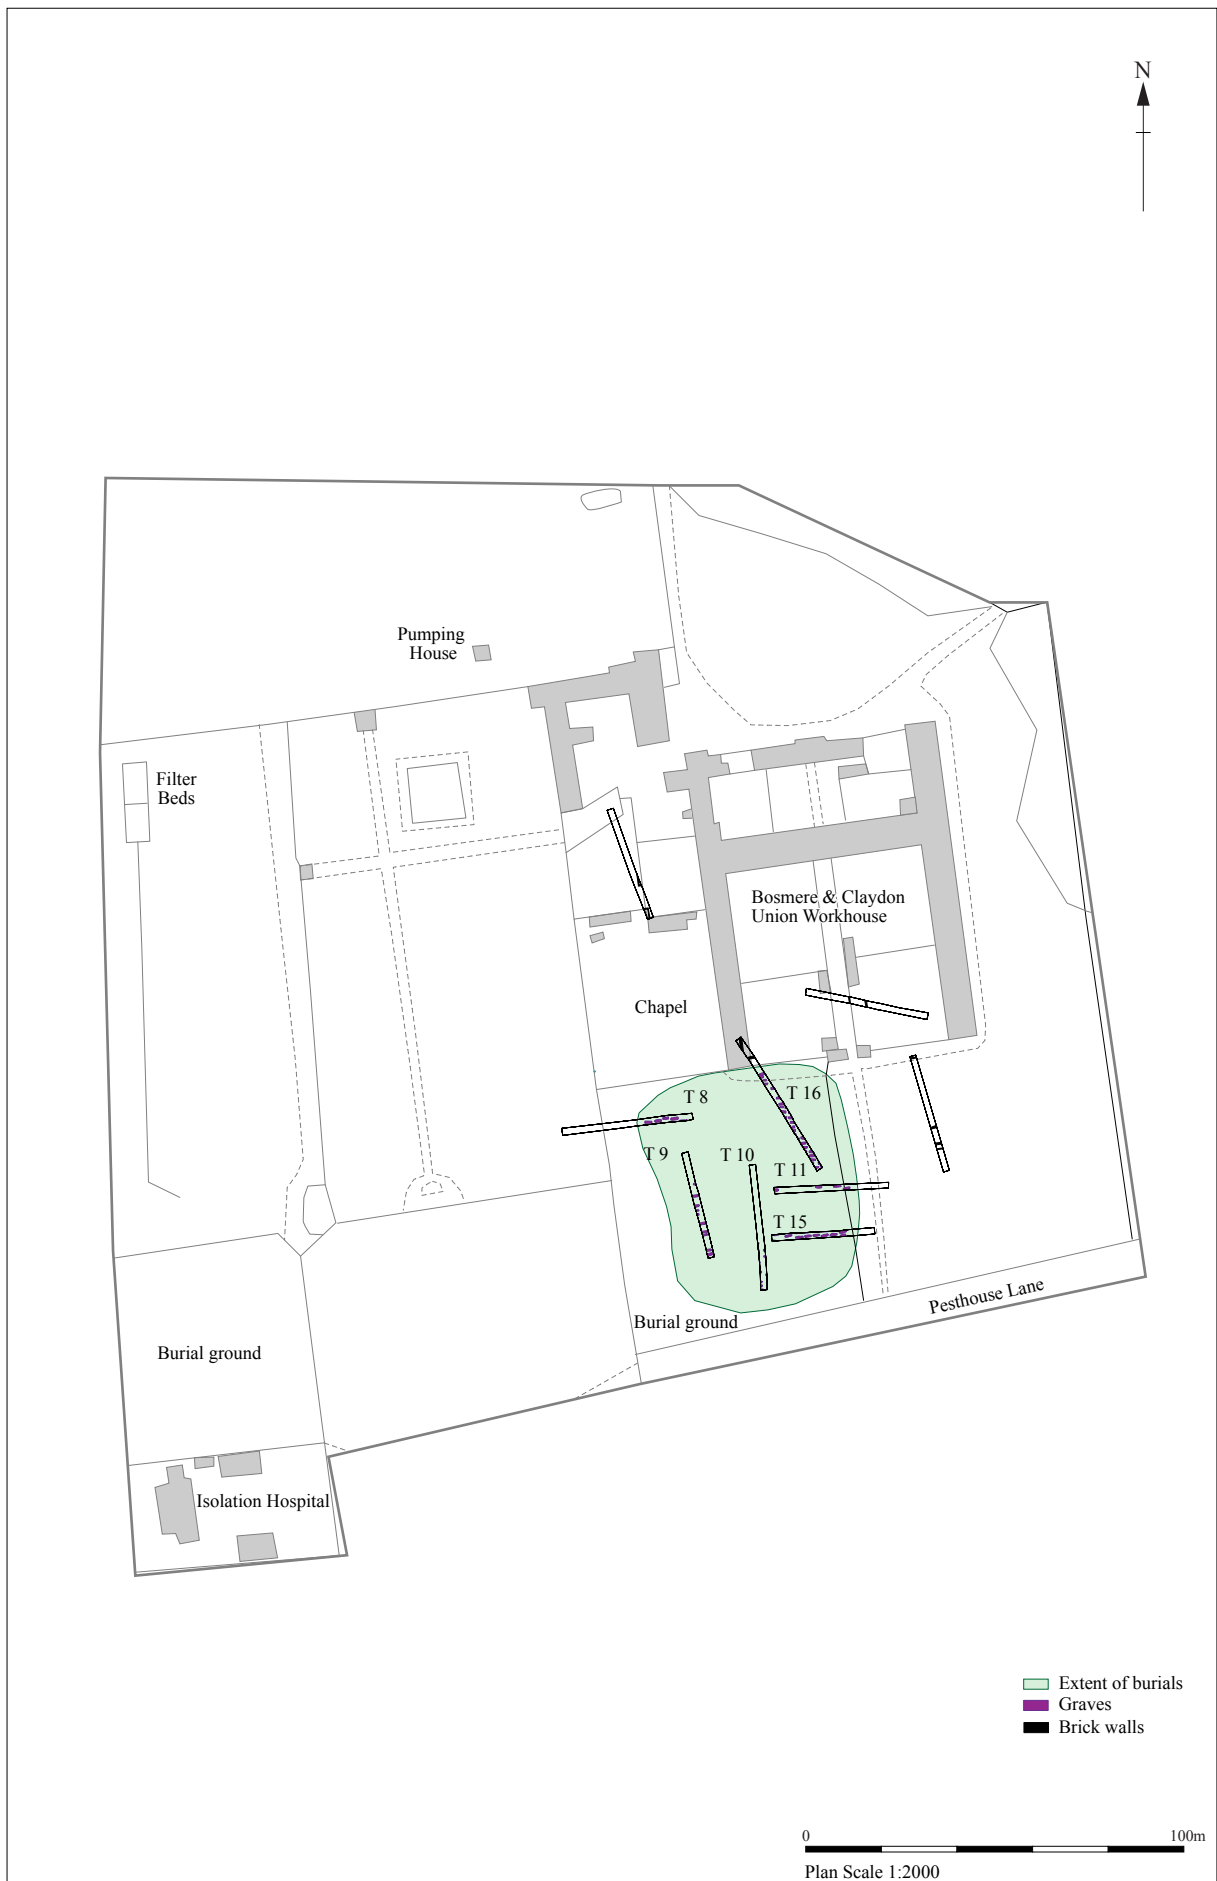 N
Pumping
House
Filter
Beds
Bosmere & Claydon
Union Workhouse
Chapel
T 8
T 16
T 9
T 10
T 11
T 15
Pesthouse Lane
Burial ground
Burial ground
Isolation Hospital
Extent of burials
Graves
Brick walls
0
100m
Plan Scale 1:2000